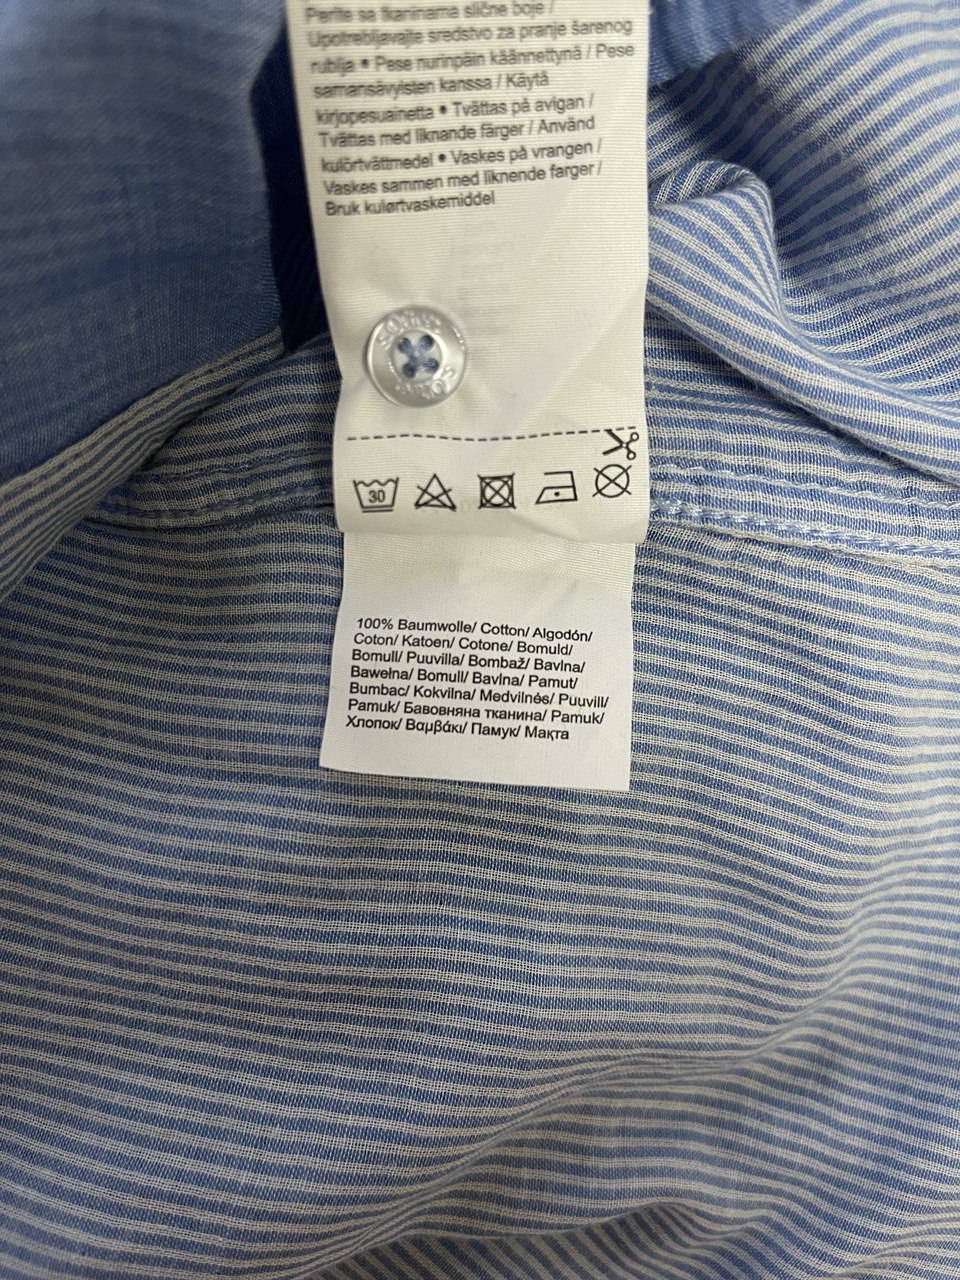 Perite sa tkaninama slične boje /
Upotrebljavajte sredstvo za pranje šarenog
rublja • Pese nurinpäin käännettynä / Pese
samansävyisten kanssa / Käytä
kirjopesuainetta • Tvättas på avigan /
Tvättas med liknande färger / Använd
kulörtvättmedel • Vaskes på vrangen /
Vaskes sammen med liknende farger /
Bruk kulørtvaskemiddel
30
100% Baumwolle/ Cotton/ Algodón/
Coton/ Katoen/ Cotone/ Bomuld/
Bomull/ Puuvilla/ Bombaž/ Bavlna/
Bawełna/ Bomull/ Bavlna/ Pamut/
Bumbac/ Kokvilna/ Medvilnės/ Puuvill/
Pamuk/ Бавовняна тканина/ Pamuk/
Хлопок/ Βαμβάκι/ Памук/ Мақта